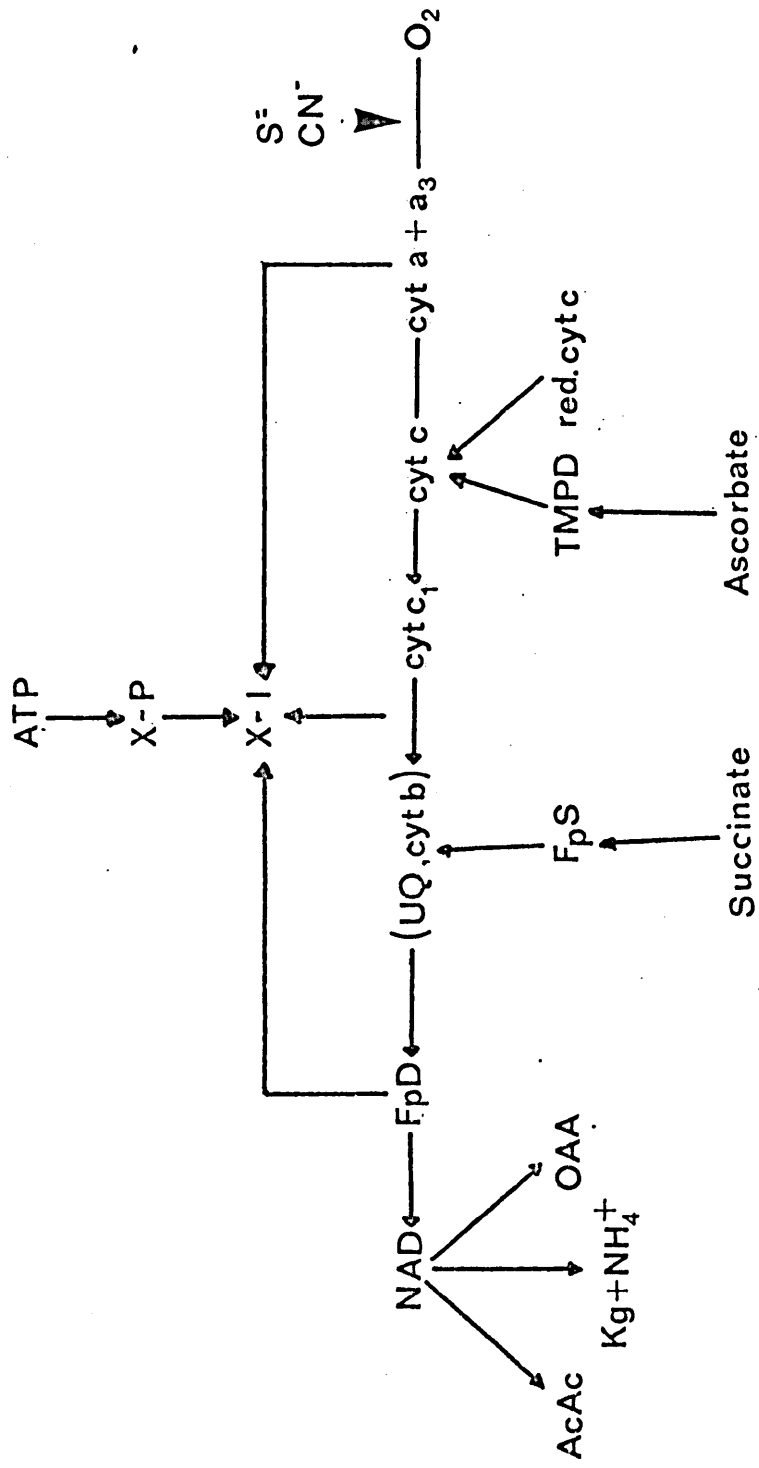 ATP
X-P
X-I
S=
CN-
NAD
FpD
(UQ, cyt b)
cyt c1
cyt c
cyt a + a3
O2
AcAc
Kg+NH4+
OAA
FpS
Succinate
TMPD
red. cyt c
Ascorbate